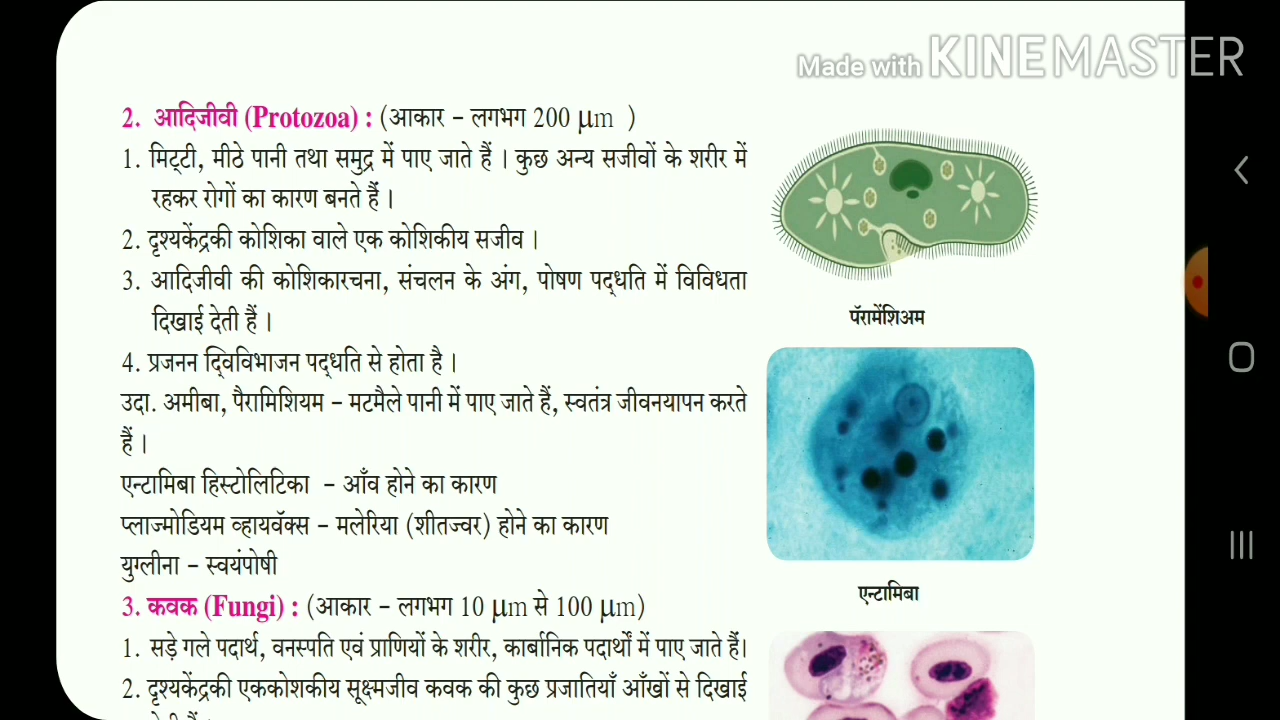 Made with KINEMASTER
2. आदिजीवी (Protozoa) : (आकार – लगभग 200 μm )
1. मिट्‌टी, मीठे पानी तथा समुद्र में पाए जाते हैं । कुछ अन्य सजीवों के शरीर में
रहकर रोगों का कारण बनते हैं ।
2. दृश्यकेंद्रकी कोशिका वाले एक कोशिकीय सजीव ।
3. आदिजीवी की कोशिकारचना, संचलन के अंग, पोषण पद्‌धति में विविधता
दिखाई देती हैं ।
4. प्रजनन द्‌विविभाजन पद्‌धति से होता है ।
उदा. अमीबा, पैरामिशियम – मटमैले पानी में पाए जाते हैं, स्वतंत्र जीवनयापन करते
हैं ।
एन्टामिबा हिस्टोलिटिका – आँव होने का कारण
प्लाज्मोडियम व्हायवॅक्स – मलेरिया (शीतज्वर) होने का कारण
युग्लीना – स्वयंपोषी
3. कवक (Fungi) : (आकार – लगभग 10 μm से 100 μm)
1. सड़े गले पदार्थ, वनस्पति एवं प्राणियों के शरीर, कार्बानिक पदार्थों में पाए जाते हैं।
2. दृश्यकेंद्रकी एककोशकीय सूक्ष्मजीव कवक की कुछ प्रजातियाँ आँखों से दिखाई
पॅरामेंशिअम
एन्टामिबा